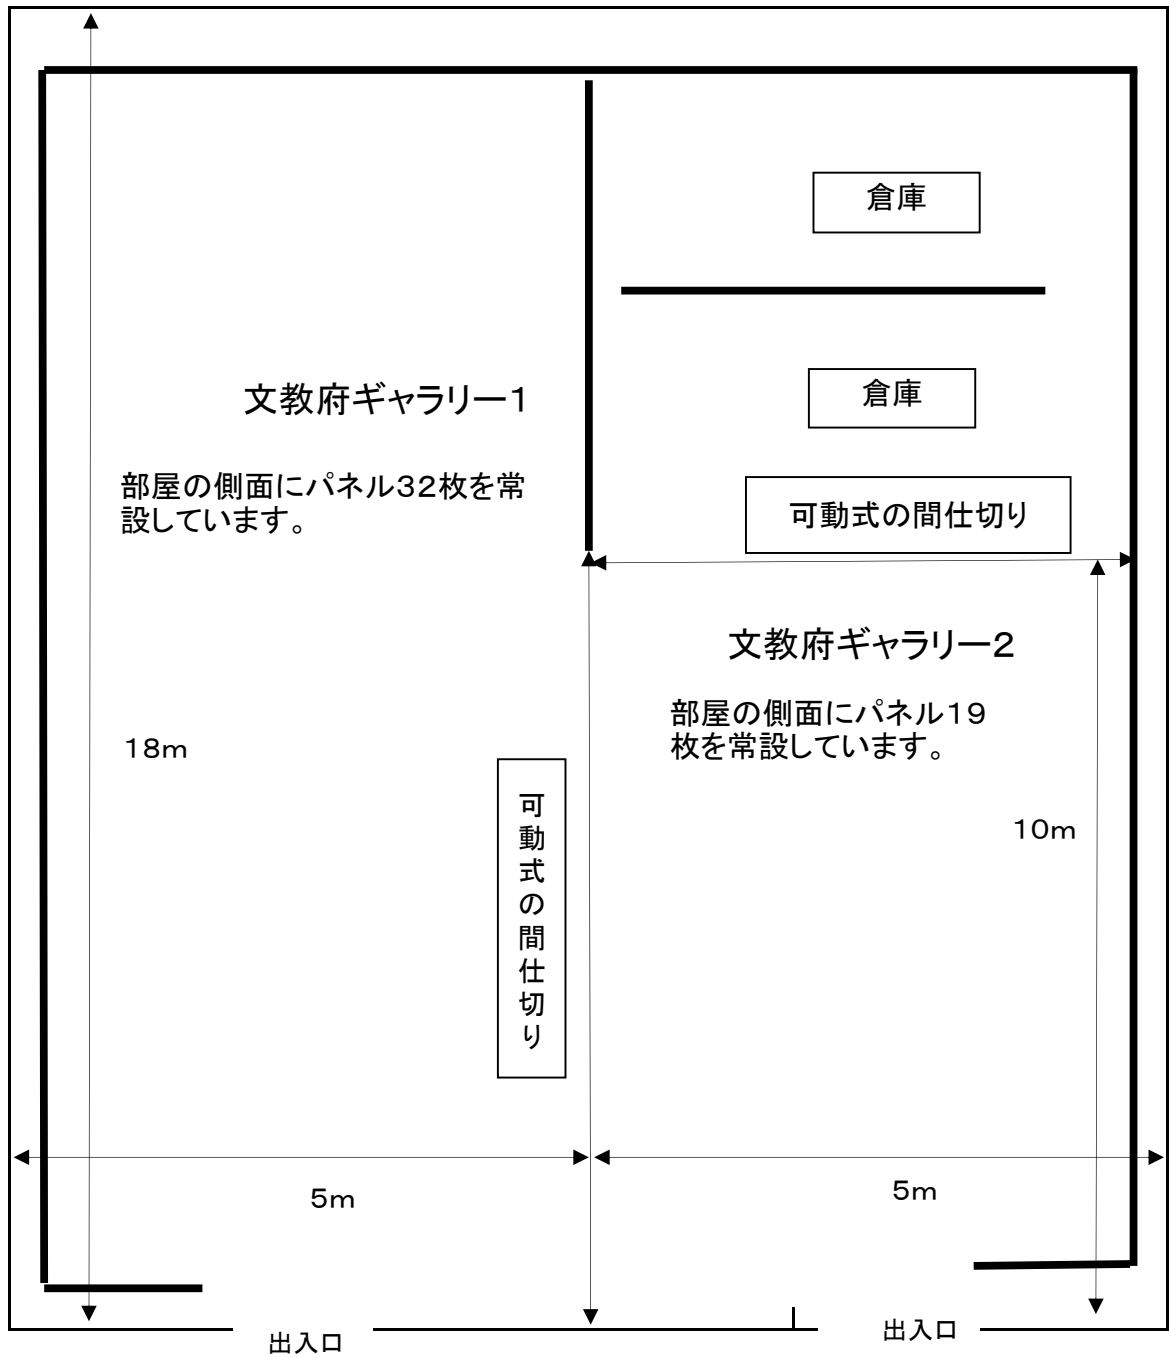 倉庫
倉庫
文教府ギャラリー1
部屋の側面にパネル32枚を常
設しています。
可動式の間仕切り
文教府ギャラリー2
部屋の側面にパネル19
枚を常設しています。
18m
可動式の間仕切り
10m
5m
5m
出入口
出入口